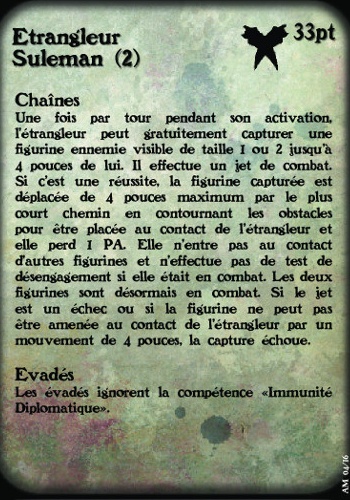 Etrangleur
Suleman (2)
33pt
Chaînes
Une fois par tour pendant son activation,
l'étrangleur peut gratuitement capturer une
figurine ennemie visible de taille 1 ou 2 jusqu'à
4 pouces de lui. Il effectue un jet de combat.
Si c'est une réussite, la figurine capturée est
déplacée de 4 pouces maximum par le plus
court chemin en contournant les obstacles
pour être placée au contact de l'étrangleur et
elle perd 1 PA. Elle n'entre pas au contact
d'autres figurines et n'effectue pas de test de
désengagement si elle était en combat. Les deux
figurines sont désormais en combat. Si le jet
est un échec ou si la figurine ne peut pas
être amenée au contact de l'étrangleur par un
mouvement de 4 pouces, la capture échoue.
Evadés
Les évadés ignorent la compétence «Immunité
Diplomatique».
AM 04/16